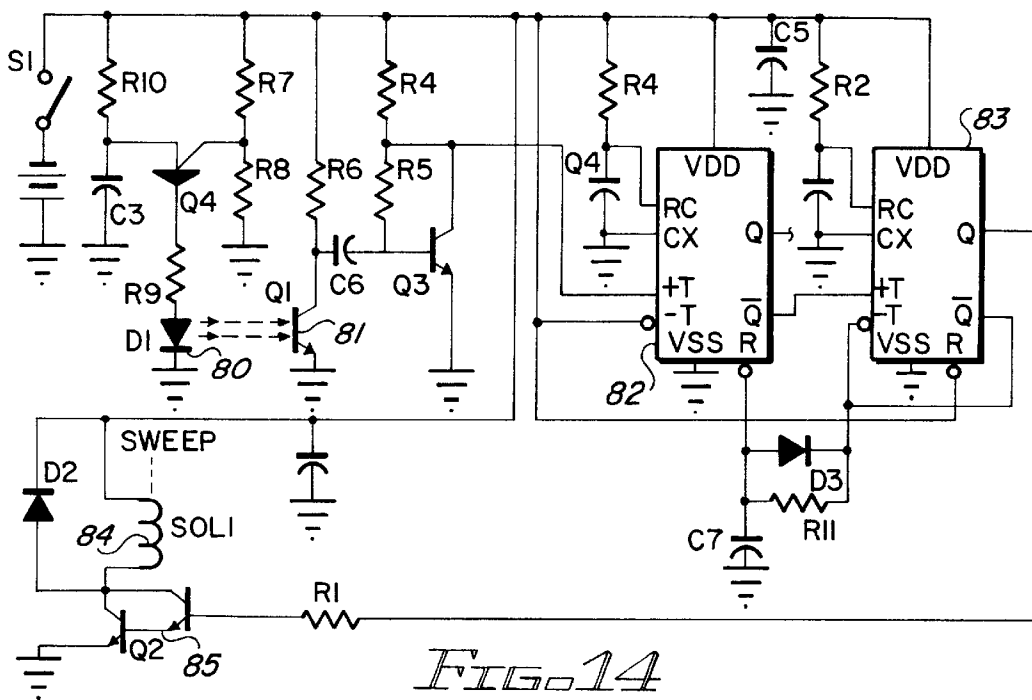 S1
R10
R7
R4
R4
C5
R2
83
C3
Q4
R8
R6
R5
Q4
VDD
VDD
RC
CX
Q
RC
CX
Q
R9
Q1
C6
Q3
+T
-T
Q̅
+T
-T
Q̅
D1
80
81
VSS
R
82
VSS
R
SWEEP
D2
84
SOL1
D3
R11
C7
R1
Q2
85
FIG. 14